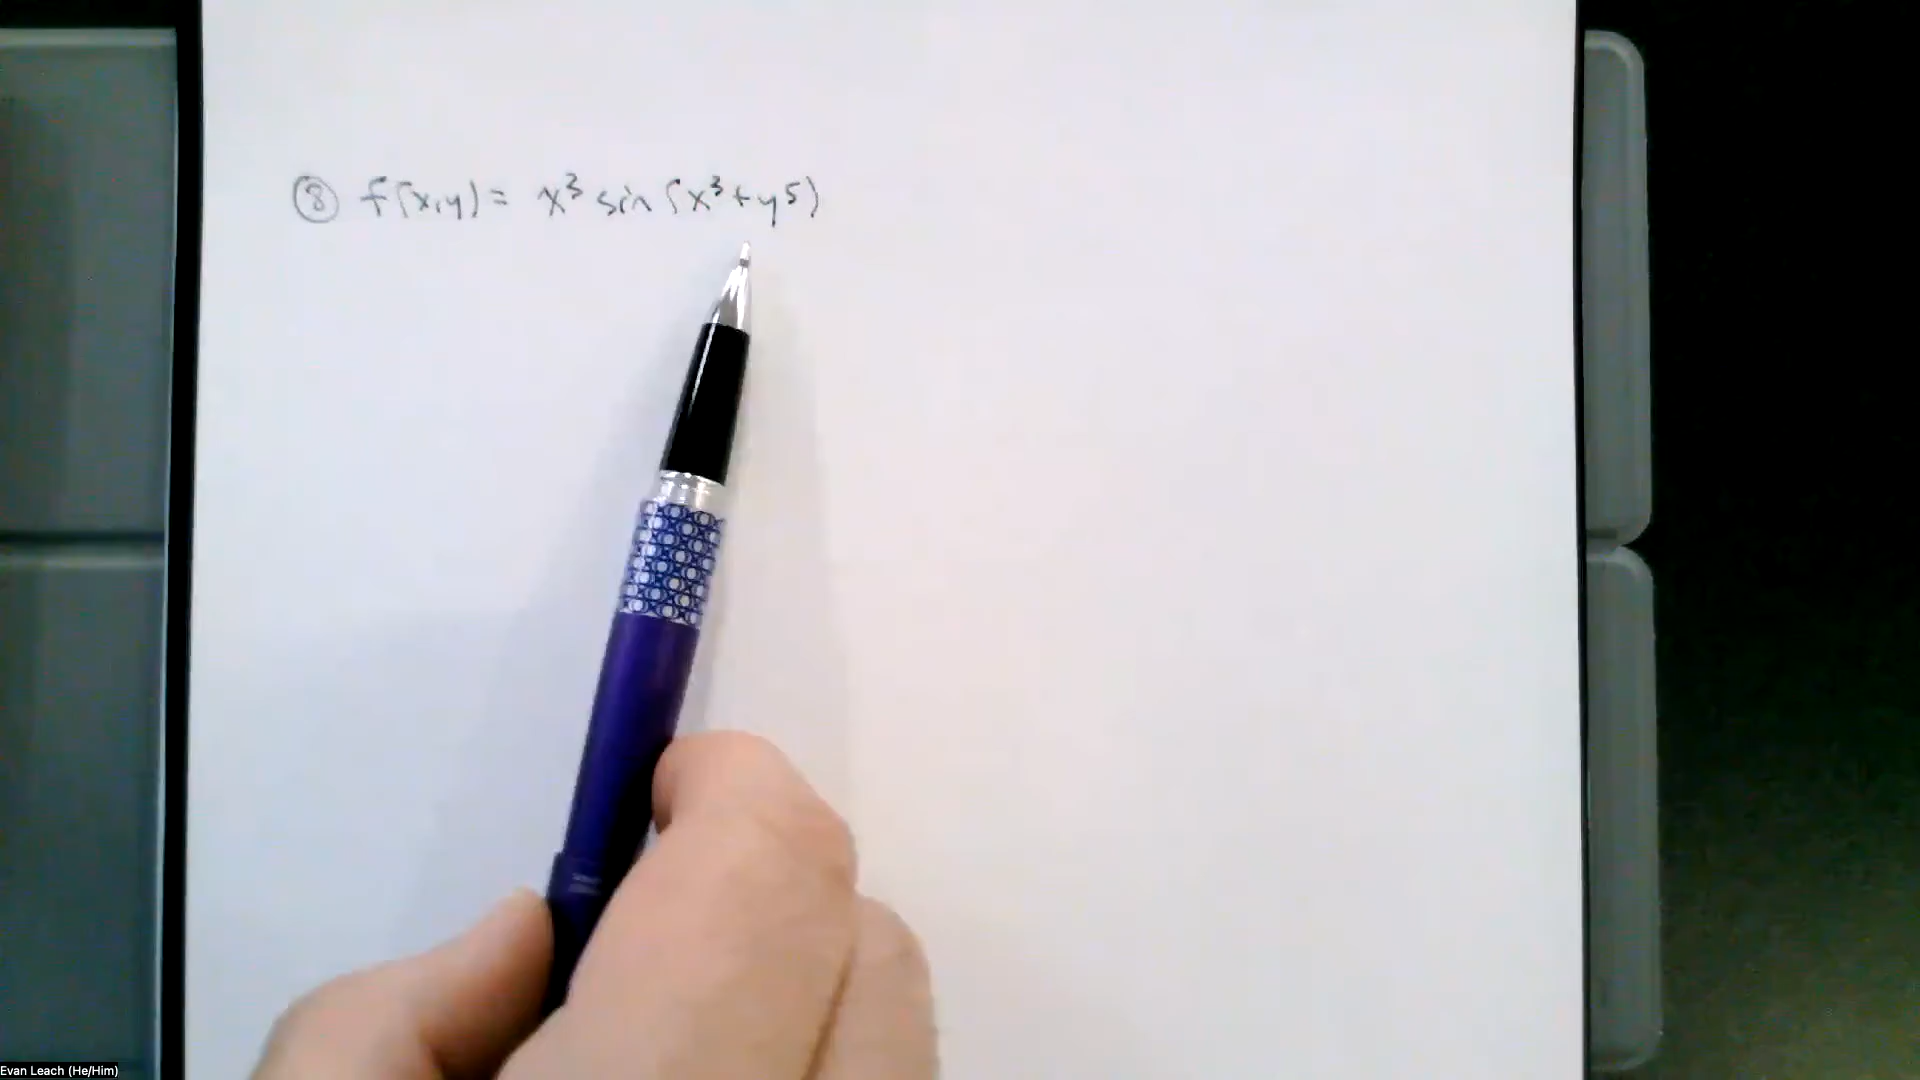 ⑧ f(x,y) = x³ sin(x³+y⁵)
Evan Leach (He/Him)